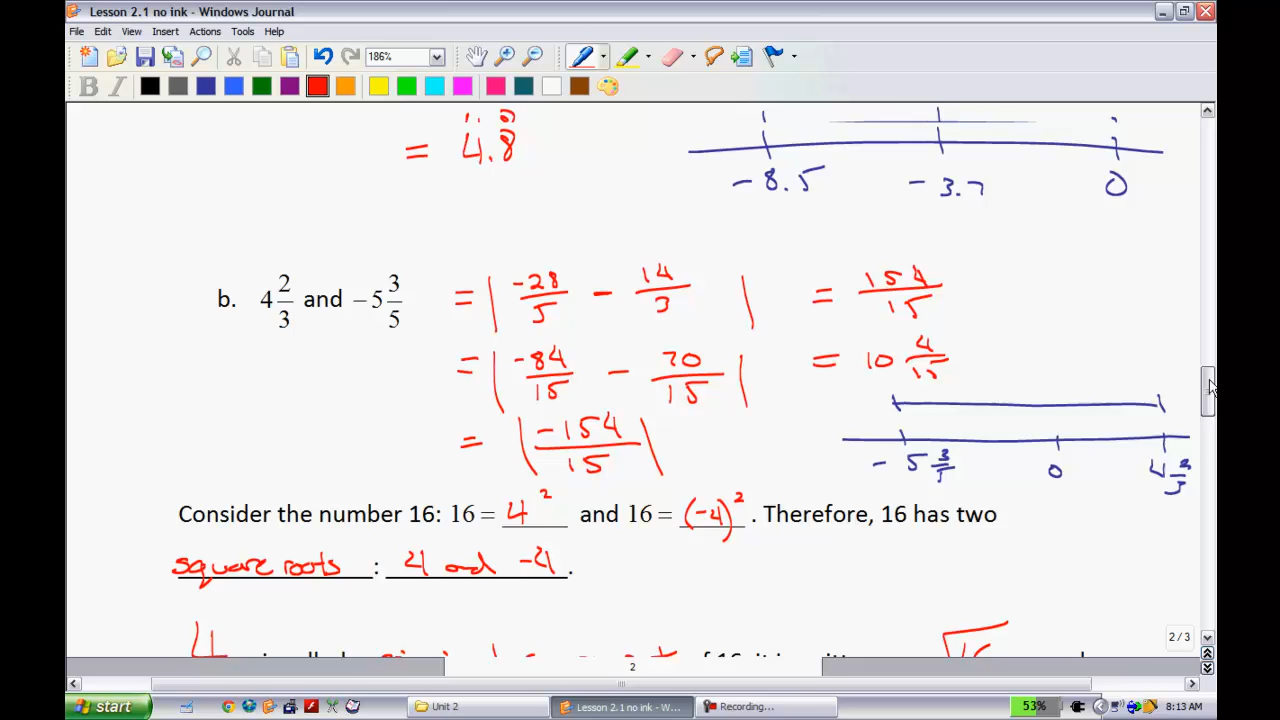 Lesson 2.1 no ink - Windows Journal
File Edit View Insert Actions Tools Help
186%
B I
= 4.8
-8.5 -3.7 0
b. 4 2/3 and -5 3/5 = | -28/5 - 14/3 | = 154/15
= | -84/15 - 70/15 | = 10 4/15
= | -154/15 |
-5 3/5 0 4 2/3
Consider the number 16: 16 = 4² and 16 = (-4)². Therefore, 16 has two
square roots : 4 and -4.
4
of 16
√16
2/3
2
start Unit 2 Lesson 2.1 no ink - W... Recording... 53% 8:13 AM